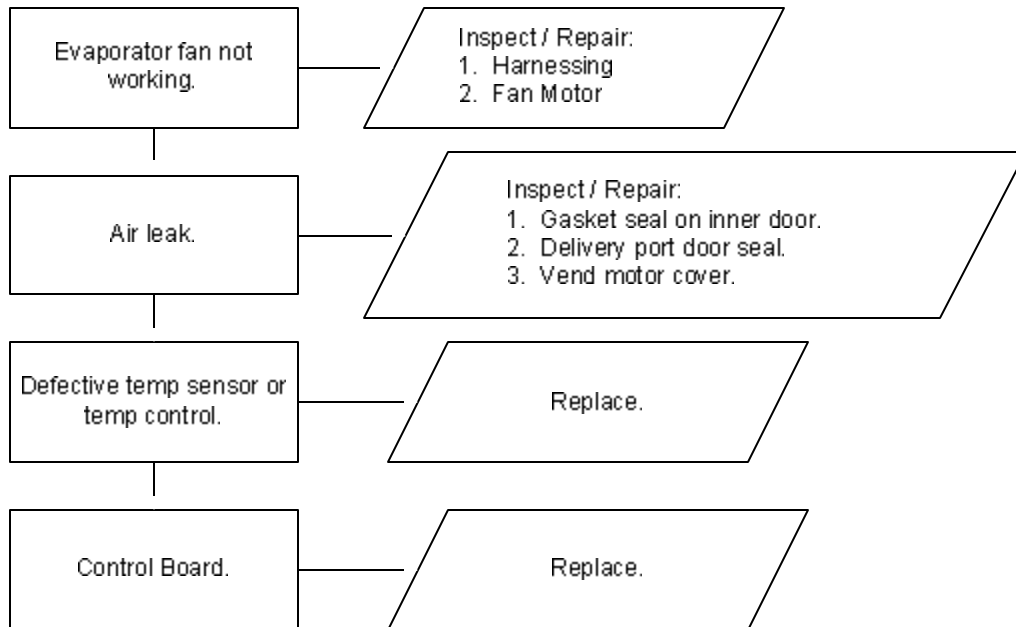 Evaporator fan not
working.
Inspect / Repair:
1. Harnessing
2. Fan Motor
Air leak.
Inspect / Repair:
1. Gasket seal on inner door.
2. Delivery port door seal.
3. Vend motor cover.
Defective temp sensor or
temp control.
Replace.
Control Board.
Replace.